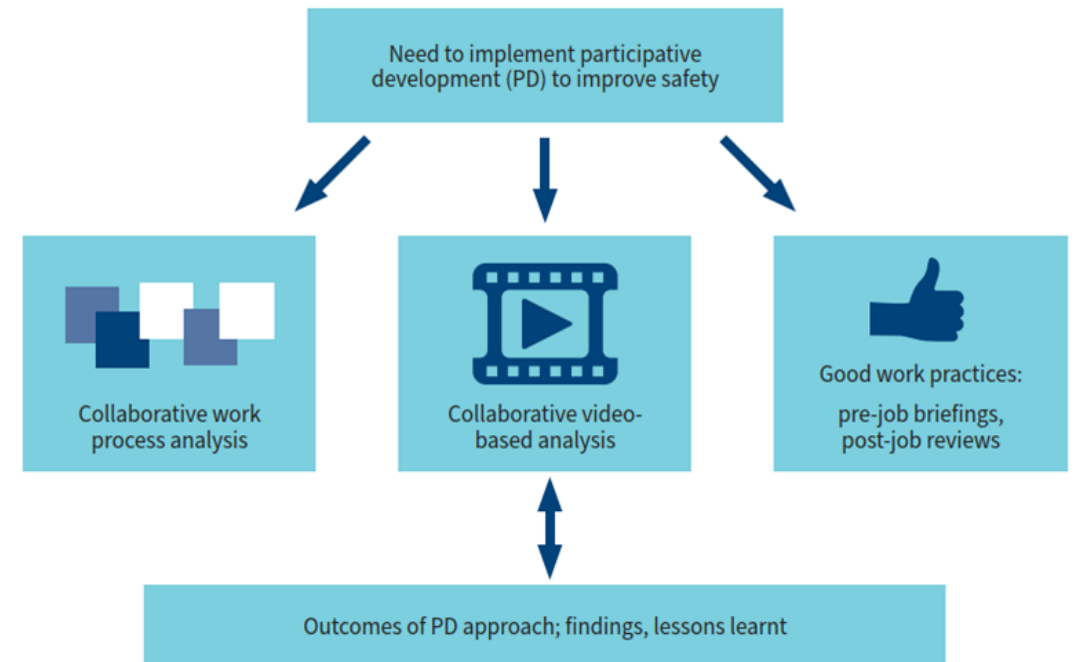 Need to implement participative
development (PD) to improve safety
Collaborative work
process analysis
Collaborative video-
based analysis
Good work practices:
pre-job briefings,
post-job reviews
Outcomes of PD approach; findings, lessons learnt